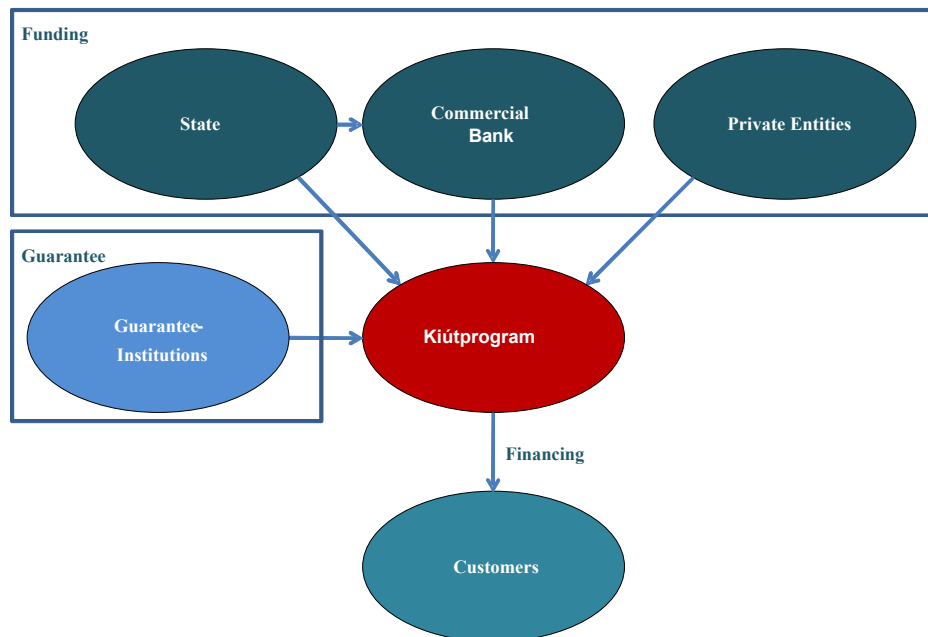 Funding
State
Commercial
Bank
Private Entities
Guarantee
Guarantee-
Institutions
Kiútprogram
Financing
Customers